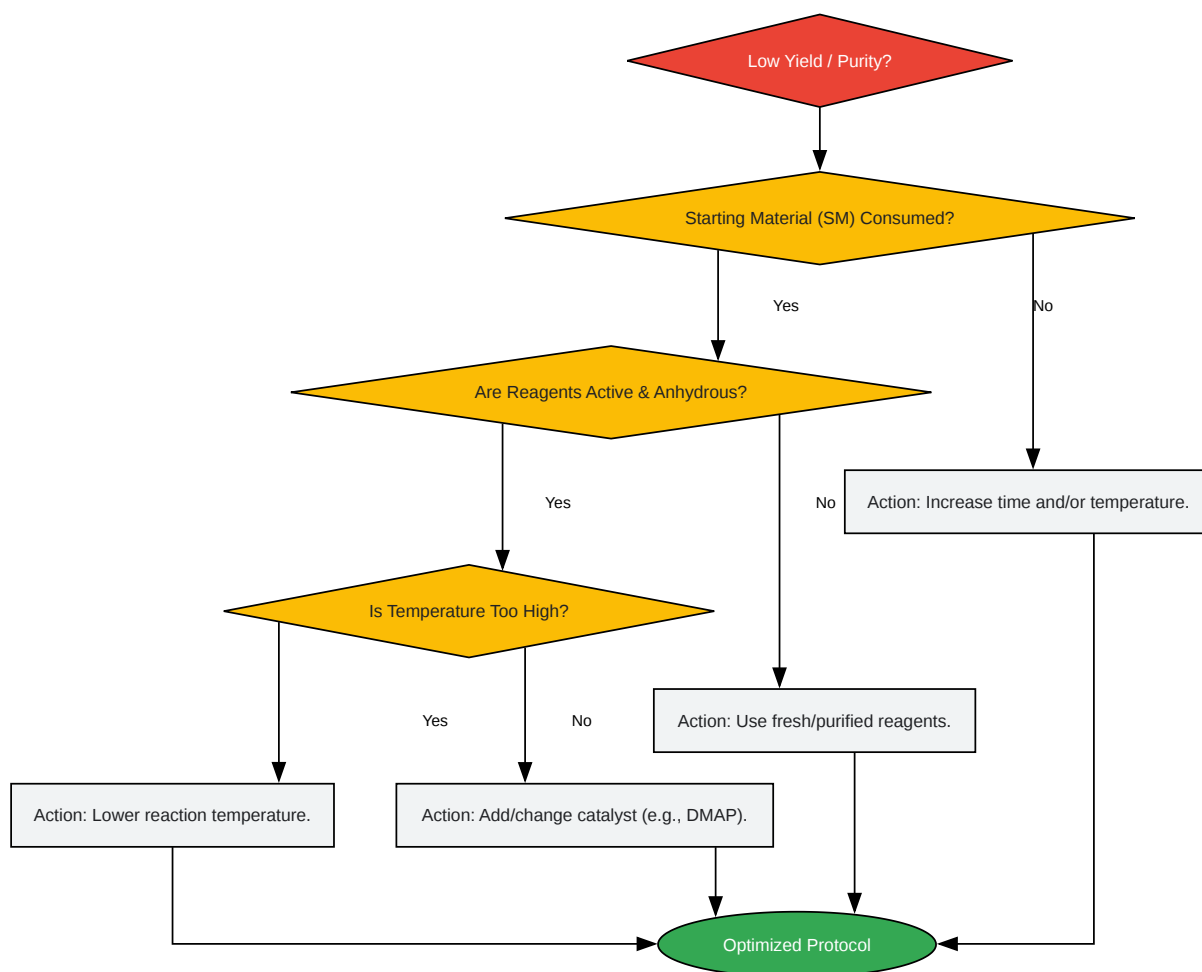 Low Yield / Purity?
Starting Material (SM) Consumed?
Yes
No
Are Reagents Active & Anhydrous?
Yes
No
Action: Increase time and/or temperature.
Is Temperature Too High?
Yes
No
Action: Use fresh/purified reagents.
Action: Lower reaction temperature.
Action: Add/change catalyst (e.g., DMAP).
Optimized Protocol